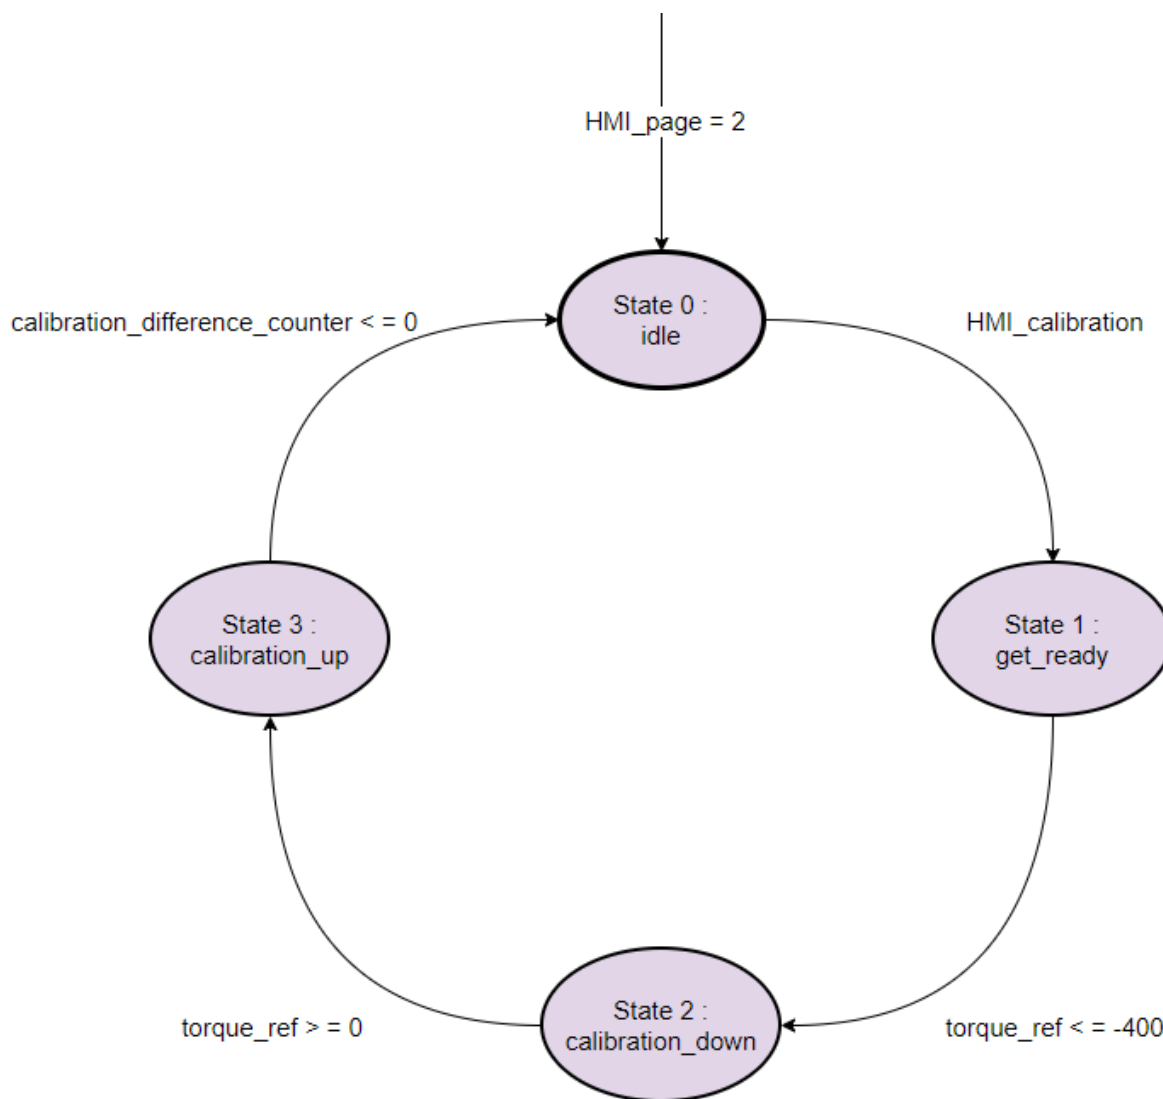 HMI_page = 2
State 0 :
idle
calibration_difference_counter < = 0
HMI_calibration
State 3 :
calibration_up
State 1 :
get_ready
State 2 :
calibration_down
torque_ref > = 0
torque_ref < = -400